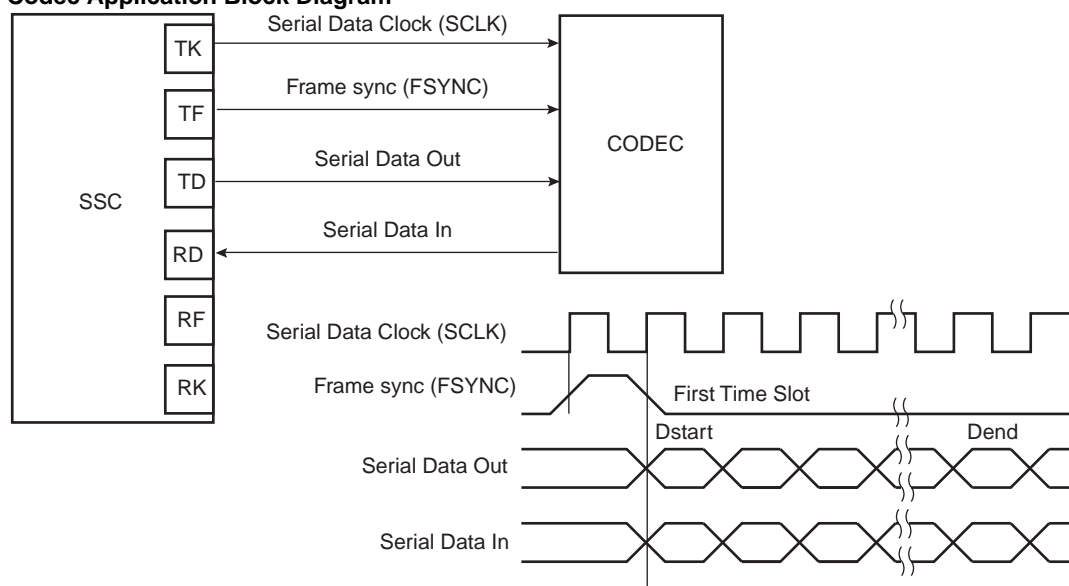 Codec Application Block Diagram
Serial Data Clock (SCLK)
TK
Frame sync (FSYNC)
TF
CODEC
Serial Data Out
TD
SSC
Serial Data In
RD
RF
Serial Data Clock (SCLK)
RK
Frame sync (FSYNC)
First Time Slot
Dstart
Dend
Serial Data Out
Serial Data In